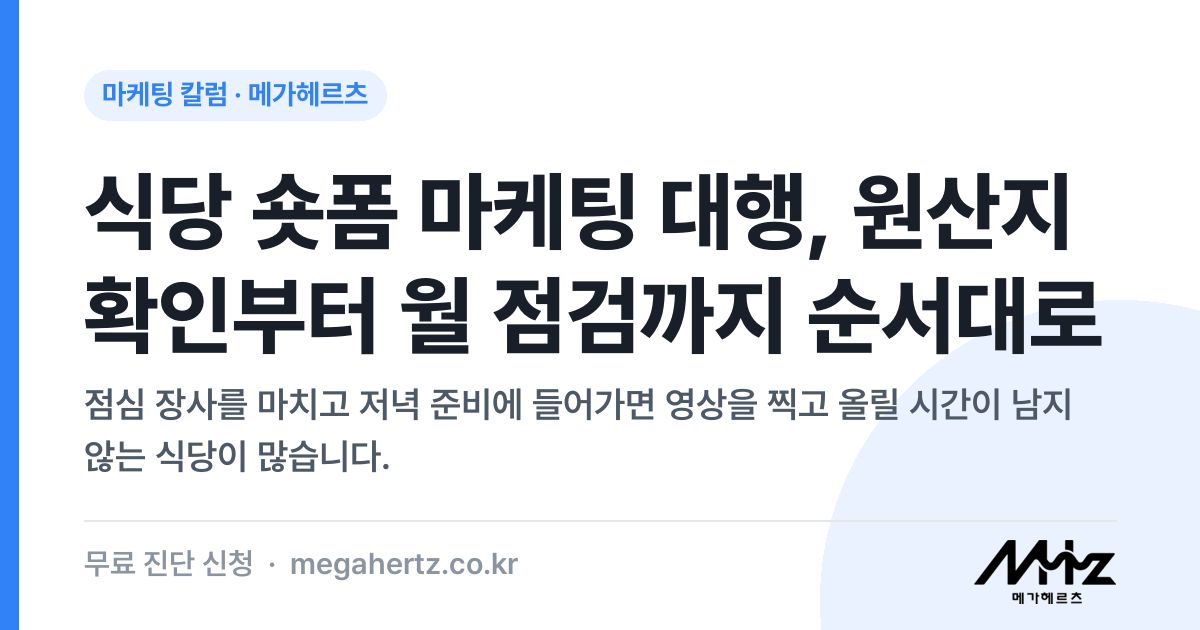 마케팅 칼럼 · 메가헤르츠
식당 숏폼 마케팅 대행, 원산지
확인부터 월 점검까지 순서대로
점심 장사를 마치고 저녁 준비에 들어가면 영상을 찍고 올릴 시간이 남지
않는 식당이 많습니다.
무료 진단 신청 · megahertz.co.kr
MHz
메가헤르츠